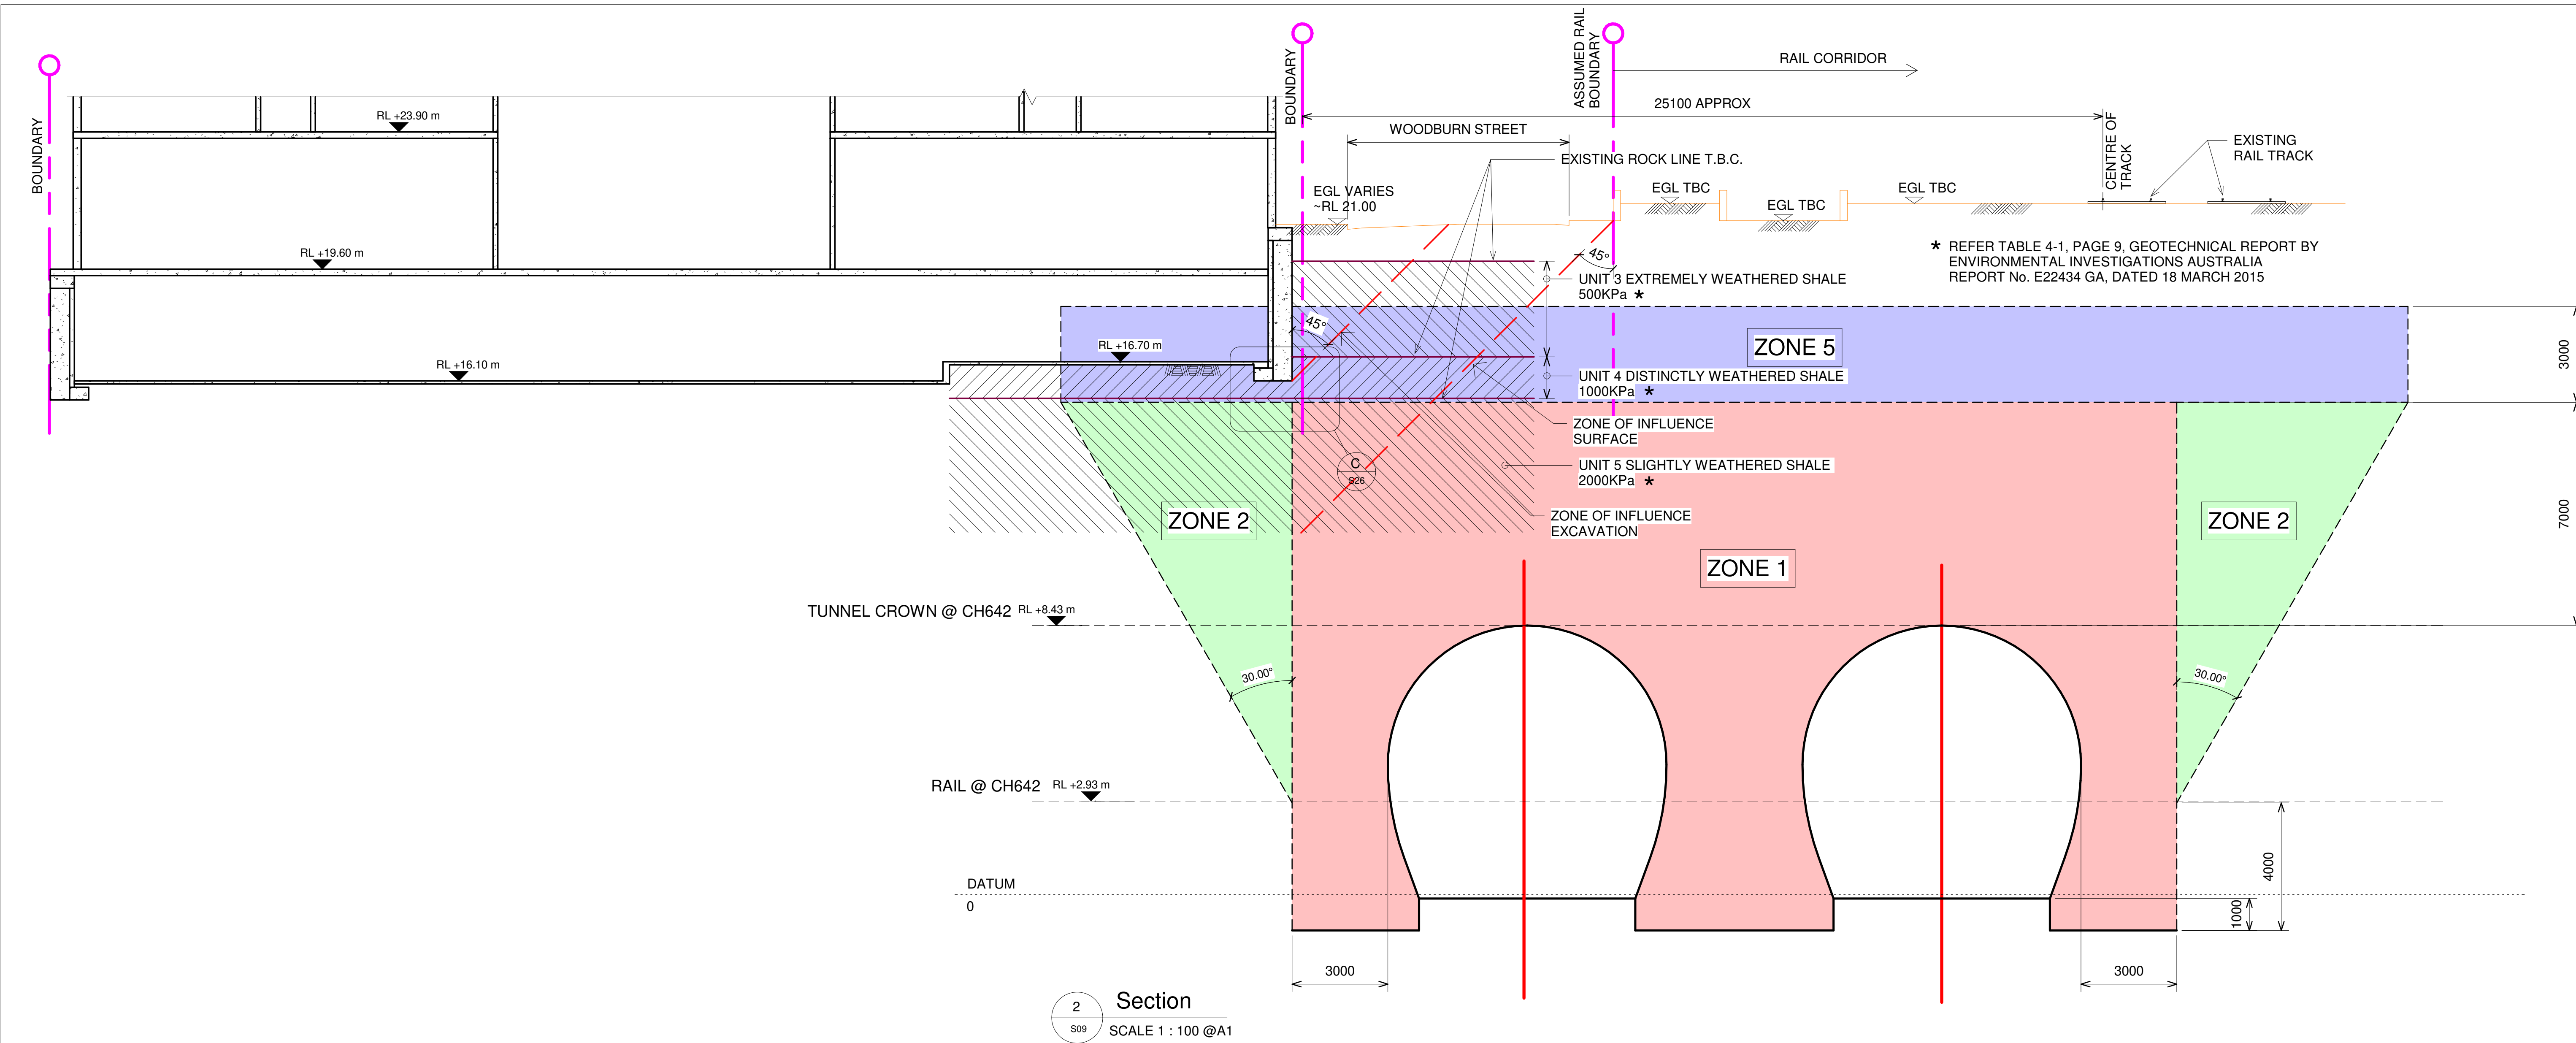 BOUNDARY
BOUNDARY
ASSUMED RAIL
BOUNDARY
RAIL CORRIDOR
25100 APPROX
WOODBURN STREET
CENTRE OF
TRACK
EXISTING
RAIL TRACK
EXISTING ROCK LINE T.B.C.
RL +23.90 m
EGL VARIES
~RL 21.00
EGL TBC
EGL TBC
EGL TBC
* REFER TABLE 4-1, PAGE 9, GEOTECHNICAL REPORT BY
ENVIRONMENTAL INVESTIGATIONS AUSTRALIA
REPORT No. E22434 GA, DATED 18 MARCH 2015
RL +19.60 m
45°
UNIT 3 EXTREMELY WEATHERED SHALE
500KPa *
45°
RL +16.70 m
RL +16.10 m
ZONE 5
3000
UNIT 4 DISTINCTLY WEATHERED SHALE
1000KPa *
ZONE OF INFLUENCE
SURFACE
C
S26
UNIT 5 SLIGHTLY WEATHERED SHALE
2000KPa *
ZONE OF INFLUENCE
EXCAVATION
ZONE 2
ZONE 2
7000
ZONE 1
TUNNEL CROWN @ CH642 RL +8.43 m
30.00°
30.00°
RAIL @ CH642 RL +2.93 m
DATUM
0
4000
1000
3000
3000
2
S09
Section
SCALE 1 : 100 @A1